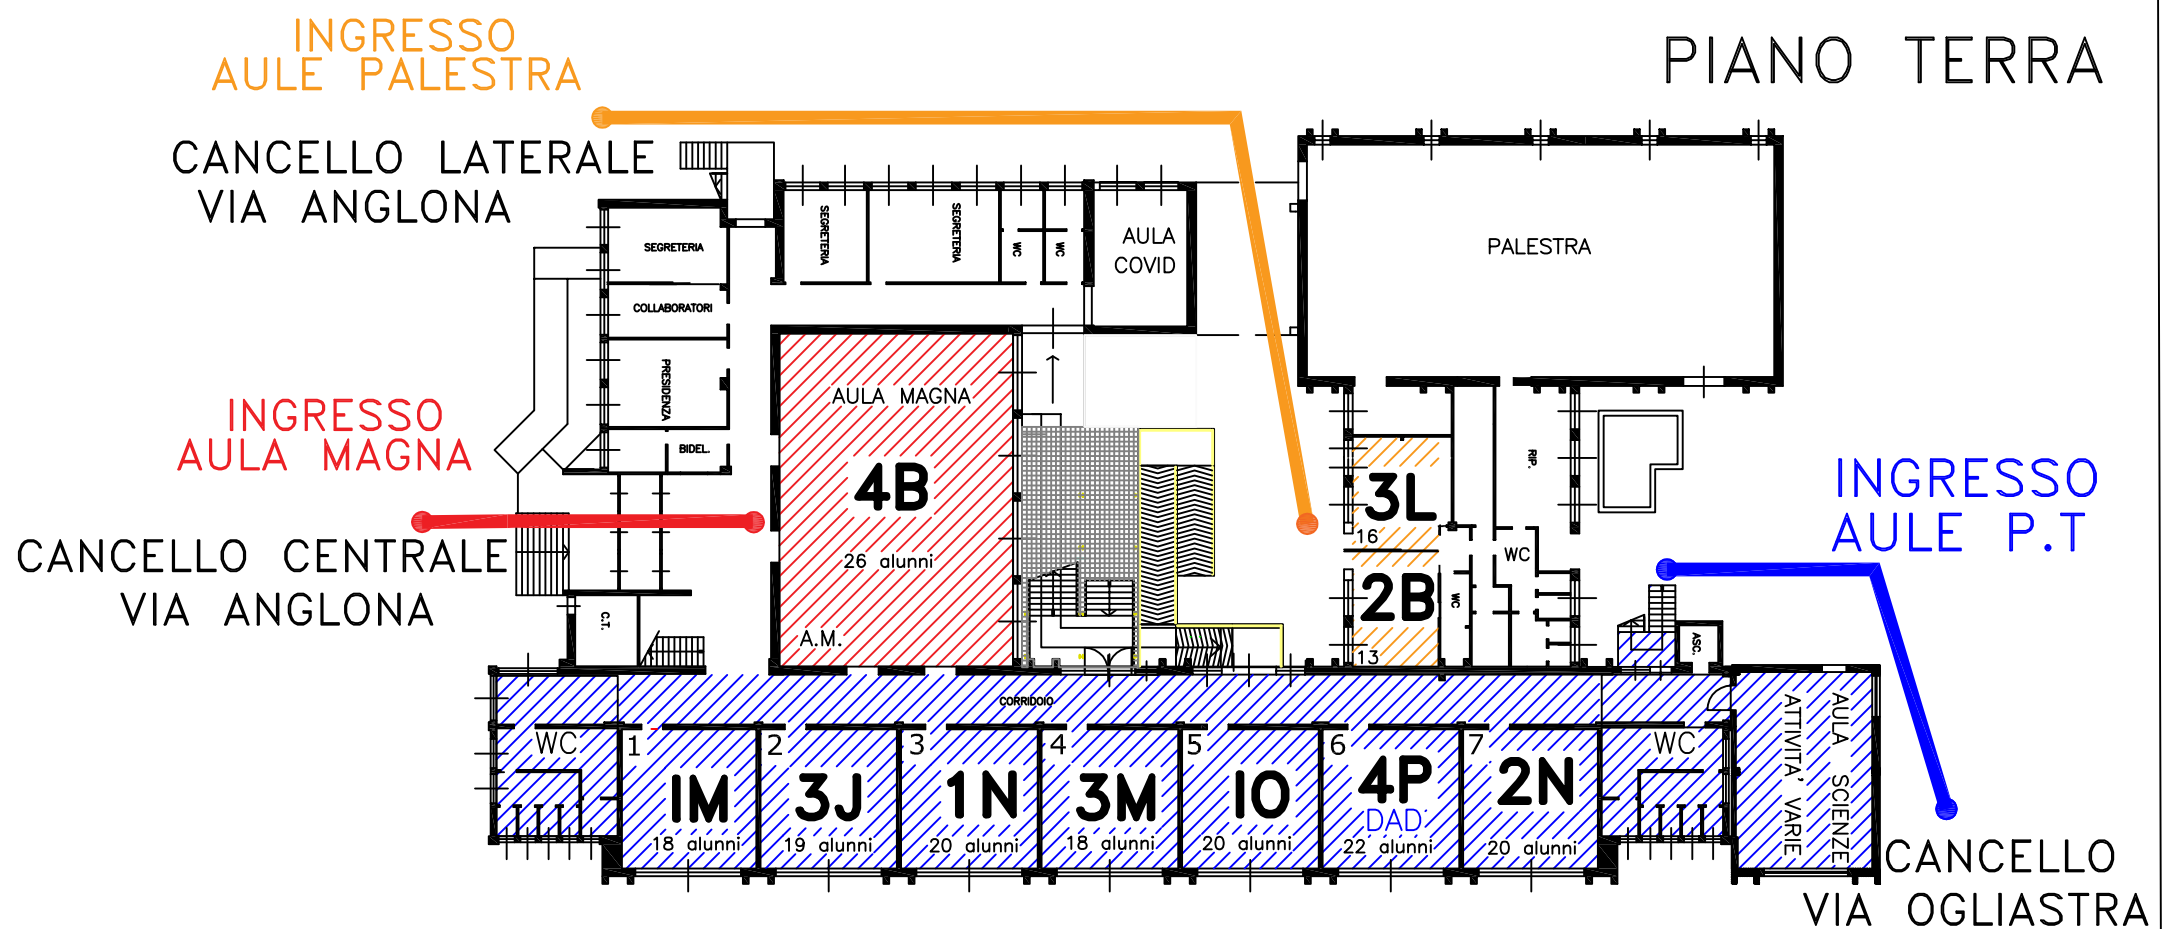 INGRESSO
AULE PALESTRA
PIANO TERRA
CANCELLO LATERALE
VIA ANGLONA
SEGRETERIA
SEGRETERIA
SEGRETERIA
WC
WC
AULA
COVID
PALESTRA
COLLABORATORI
PRESIDENZA
BIDEL.
INGRESSO
AULA MAGNA
AULA MAGNA
4B
26 alunni
A.M.
CANCELLO CENTRALE
VIA ANGLONA
C.T.
3L
16
2B
13
RIP.
WC
WC
INGRESSO
AULE P.T
ASC.
CORRIDOIO
WC
1
IM
18 alunni
2
3J
19 alunni
3
1N
20 alunni
4
3M
18 alunni
5
IO
20 alunni
6
4P
DAD
22 alunni
7
2N
20 alunni
WC
AULA SCIENZE
ATTIVITA' VARIE
CANCELLO
VIA OGLIASTRA